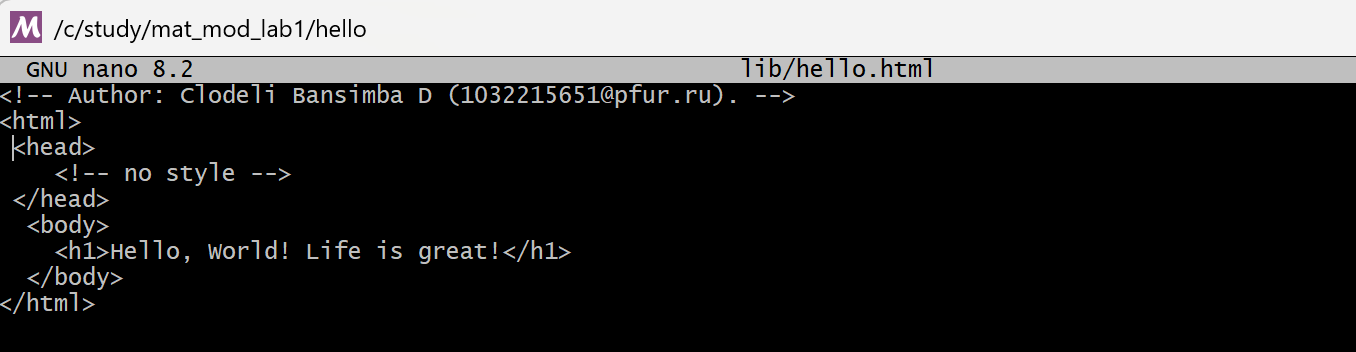 M /c/study/mat_mod_lab1/hello
GNU nano 8.2 lib/hello.html
<!-- Author: Clodeli Bansimba D (1032215651@pfur.ru). -->
<html>
 <head>
    <!-- no style -->
 </head>
  <body>
    <h1>Hello, World! Life is great!</h1>
  </body>
</html>